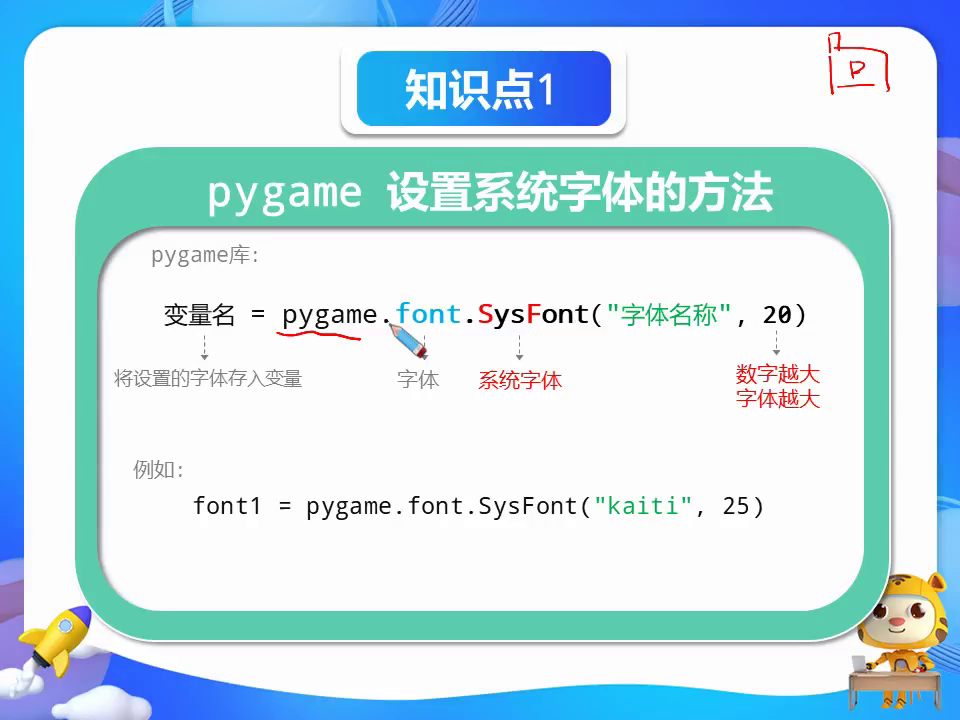 知识点1
P
pygame 设置系统字体的方法
pygame库:
变量名 = pygame.font.SysFont("字体名称", 20)
将设置的字体存入变量 字体 系统字体 数字越大
字体越大
例如:
font1 = pygame.font.SysFont("kaiti", 25)